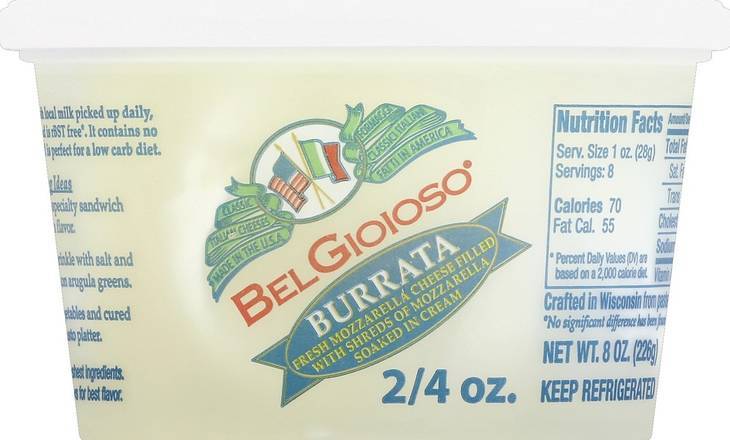 local milk picked up daily,
is rBST free*. It contains no
is perfect for a low carb diet.
Ideas
specialty sandwich
flavor.
sprinkle with salt and
arugula greens.
and cured
platter.
ingredients.
for best flavor.
CLASSIC
ITALIAN CHEESES
MADE IN THE U.S.A.
FORMAGGI
CLASSICI ITALIANI
FATTI IN AMERICA
BELGIOIOSO®
BURRATA
FRESH MOZZARELLA CHEESE FILLED
WITH SHREDS OF MOZZARELLA
SOAKED IN CREAM
2/4 oz.
Nutrition Facts
Serv. Size 1 oz. (28g)
Servings: 8
Calories 70
Fat Cal. 55
* Percent Daily Values (DV) are
based on a 2,000 calorie diet.
Amount/
Total Fat
Sat. F
Trans
Cholest
Sodium
Vitamin
Crafted in Wisconsin from
*No significant difference has been
NET WT. 8 OZ. (226g)
KEEP REFRIGERATED